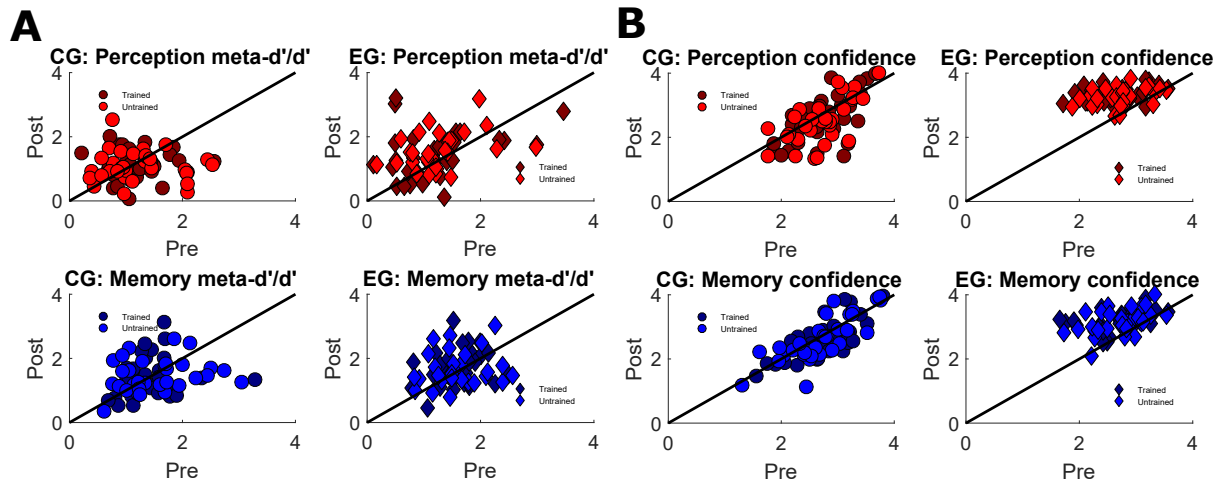 A
CG: Perception meta-d'/d'
4
2
0
Post
Trained
Untrained
0 2 4
Pre
EG: Perception meta-d'/d'
4
2
0
Post
Trained
Untrained
0 2 4
Pre
CG: Memory meta-d'/d'
4
2
0
Post
Trained
Untrained
0 2 4
Pre
EG: Memory meta-d'/d'
4
2
0
Post
Trained
Untrained
0 2 4
Pre
B
CG: Perception confidence
4
2
0
Post
Trained
Untrained
0 2 4
Pre
EG: Perception confidence
4
2
0
Post
Trained
Untrained
0 2 4
Pre
CG: Memory confidence
4
2
0
Post
Trained
Untrained
0 2 4
Pre
EG: Memory confidence
4
2
0
Post
Trained
Untrained
0 2 4
Pre